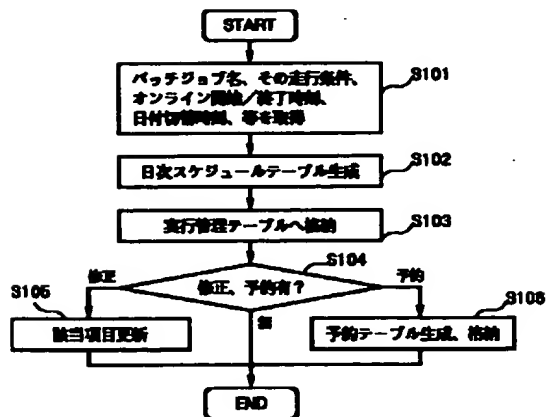 START
バッチジョブ名、その走行条件、
オンライン開始/終了時刻、
日付切替時刻、等を取得
S101
日次スケジュールテーブル生成
S102
実行管理テーブルへ格納
S103
修正、予約有?
S104
修正
予約
無
S105
該当項目更新
S106
予約テーブル生成、格納
END